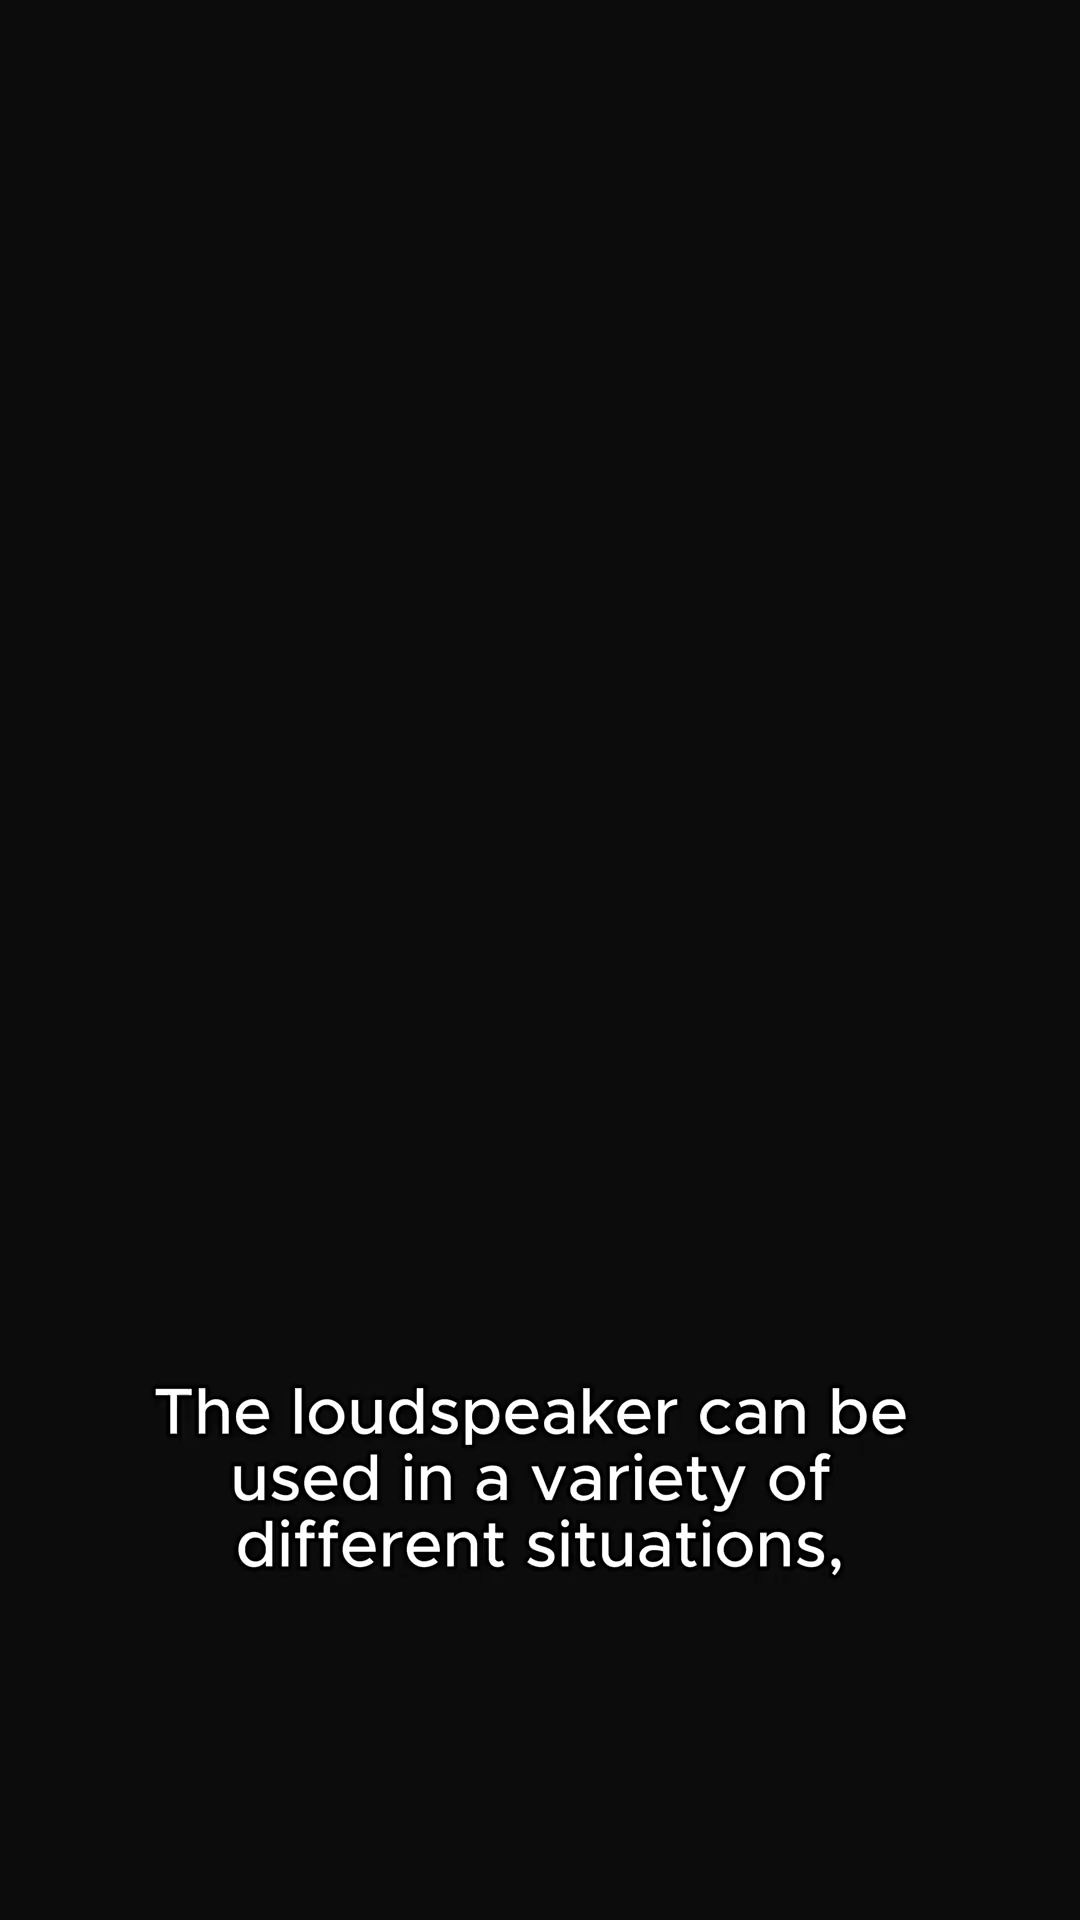 The loudspeaker can be
used in a variety of
different situations,